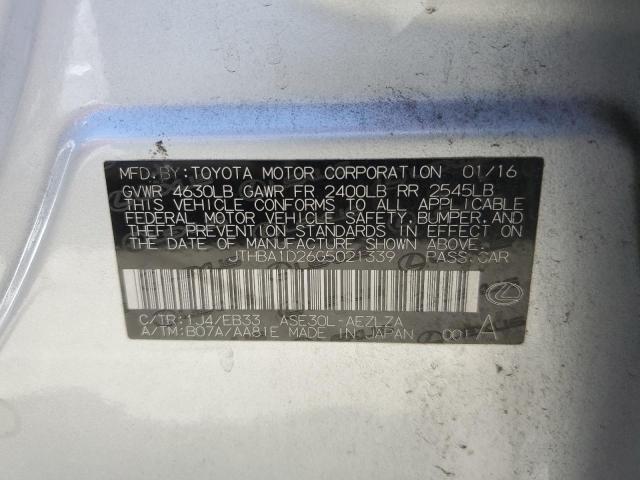 MFD. BY: TOYOTA MOTOR CORPORATION 01/16
GVWR 4630LB GAWR FR 2400LB RR 2545LB
THIS VEHICLE CONFORMS TO ALL APPLICABLE
FEDERAL MOTOR VEHICLE SAFETY, BUMPER, AND
THEFT PREVENTION STANDARDS IN EFFECT ON
THE DATE OF MANUFACTURE SHOWN ABOVE.
JTHBA1D26G5021339 PASS. CAR
C/TR: 1J4/EB33 ASE30L-AEZLZA
A/TM: B07A/AA81E MADE IN JAPAN 001 A